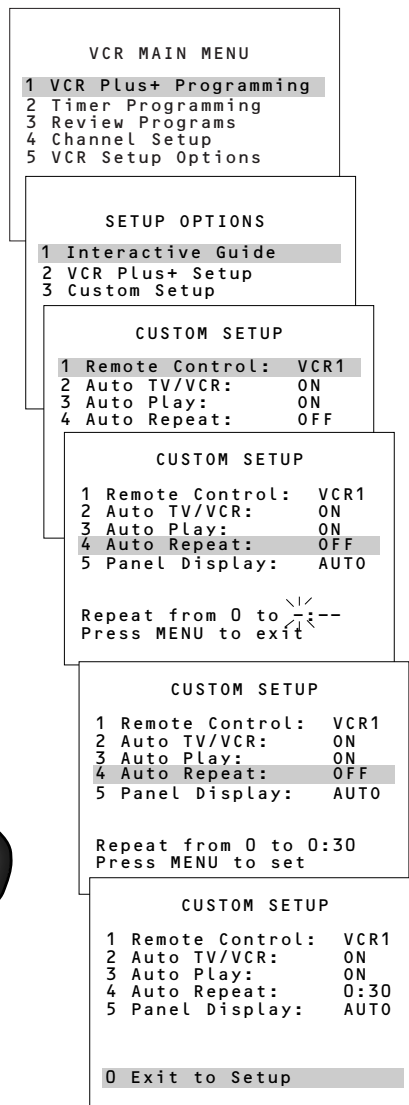 VCR MAIN MENU
1 VCR Plus+ Programming
2 Timer Programming
3 Review Programs
4 Channel Setup
5 VCR Setup Options
SETUP OPTIONS
1 Interactive Guide
2 VCR Plus+ Setup
3 Custom Setup
CUSTOM SETUP
1 Remote Control: VCR1
2 Auto TV/VCR: ON
3 Auto Play: ON
4 Auto Repeat: OFF
CUSTOM SETUP
1 Remote Control: VCR1
2 Auto TV/VCR: ON
3 Auto Play: ON
4 Auto Repeat: OFF
5 Panel Display: AUTO
Repeat from 0 to -:--
Press MENU to exit
CUSTOM SETUP
1 Remote Control: VCR1
2 Auto TV/VCR: ON
3 Auto Play: ON
4 Auto Repeat: OFF
5 Panel Display: AUTO
Repeat from 0 to 0:30
Press MENU to set
CUSTOM SETUP
1 Remote Control: VCR1
2 Auto TV/VCR: ON
3 Auto Play: ON
4 Auto Repeat: 0:30
5 Panel Display: AUTO
0 Exit to Setup